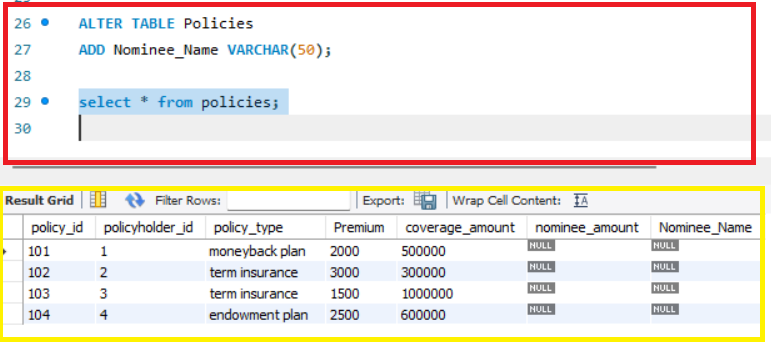 26 ALTER TABLE Policies
27 ADD Nominee_Name VARCHAR(50);
28
29 select * from policies;
30
Result Grid Filter Rows: Export: Wrap Cell Content: IA
policy_id policyholder_id policy_type Premium coverage_amount nominee_amount Nominee_Name
101 1 moneyback plan 2000 500000 NULL NULL
102 2 term insurance 3000 300000 NULL NULL
103 3 term insurance 1500 1000000 NULL NULL
104 4 endowment plan 2500 600000 NULL NULL